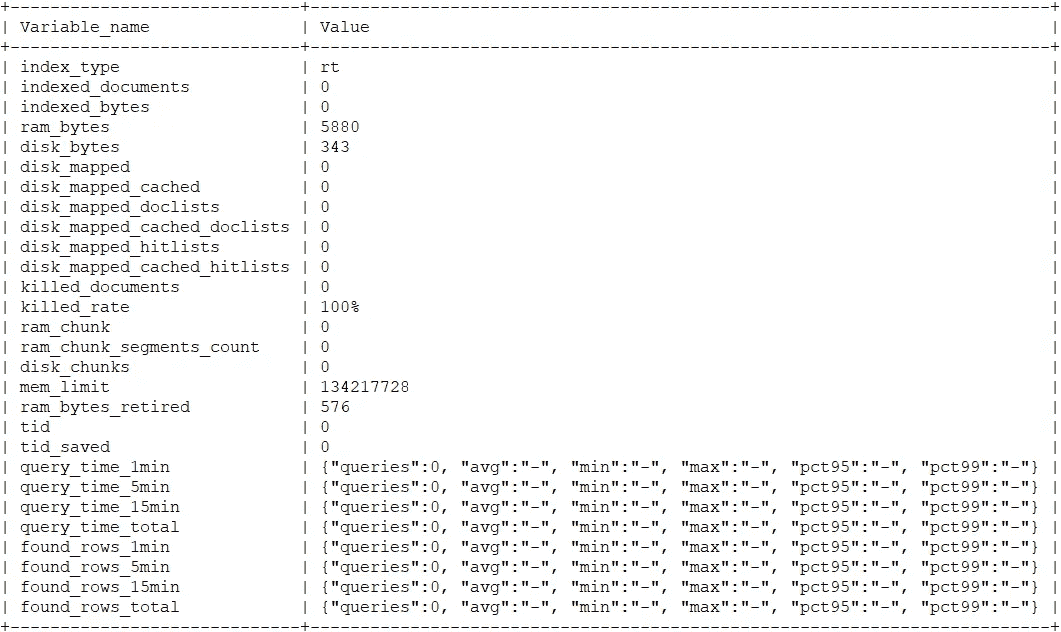 +-----------------------------+--------------------------------------------------------------------------+
| Variable_name               | Value                                                                    |
+-----------------------------+--------------------------------------------------------------------------+
| index_type                  | rt                                                                       |
| indexed_documents           | 0                                                                        |
| indexed_bytes               | 0                                                                        |
| ram_bytes                   | 5880                                                                     |
| disk_bytes                  | 343                                                                      |
| disk_mapped                 | 0                                                                        |
| disk_mapped_cached          | 0                                                                        |
| disk_mapped_doclists        | 0                                                                        |
| disk_mapped_cached_doclists | 0                                                                        |
| disk_mapped_hitlists        | 0                                                                        |
| disk_mapped_cached_hitlists | 0                                                                        |
| killed_documents            | 0                                                                        |
| killed_rate                 | 100%                                                                     |
| ram_chunk                   | 0                                                                        |
| ram_chunk_segments_count    | 0                                                                        |
| disk_chunks                 | 0                                                                        |
| mem_limit                   | 134217728                                                                |
| ram_bytes_retired           | 576                                                                      |
| tid                         | 0                                                                        |
| tid_saved                   | 0                                                                        |
| query_time_1min             | {"queries":0, "avg":"-", "min":"-", "max":"-", "pct95":"-", "pct99":"-"} |
| query_time_5min             | {"queries":0, "avg":"-", "min":"-", "max":"-", "pct95":"-", "pct99":"-"} |
| query_time_15min            | {"queries":0, "avg":"-", "min":"-", "max":"-", "pct95":"-", "pct99":"-"} |
| query_time_total            | {"queries":0, "avg":"-", "min":"-", "max":"-", "pct95":"-", "pct99":"-"} |
| found_rows_1min             | {"queries":0, "avg":"-", "min":"-", "max":"-", "pct95":"-", "pct99":"-"} |
| found_rows_5min             | {"queries":0, "avg":"-", "min":"-", "max":"-", "pct95":"-", "pct99":"-"} |
| found_rows_15min            | {"queries":0, "avg":"-", "min":"-", "max":"-", "pct95":"-", "pct99":"-"} |
| found_rows_total            | {"queries":0, "avg":"-", "min":"-", "max":"-", "pct95":"-", "pct99":"-"} |
+-----------------------------+--------------------------------------------------------------------------+